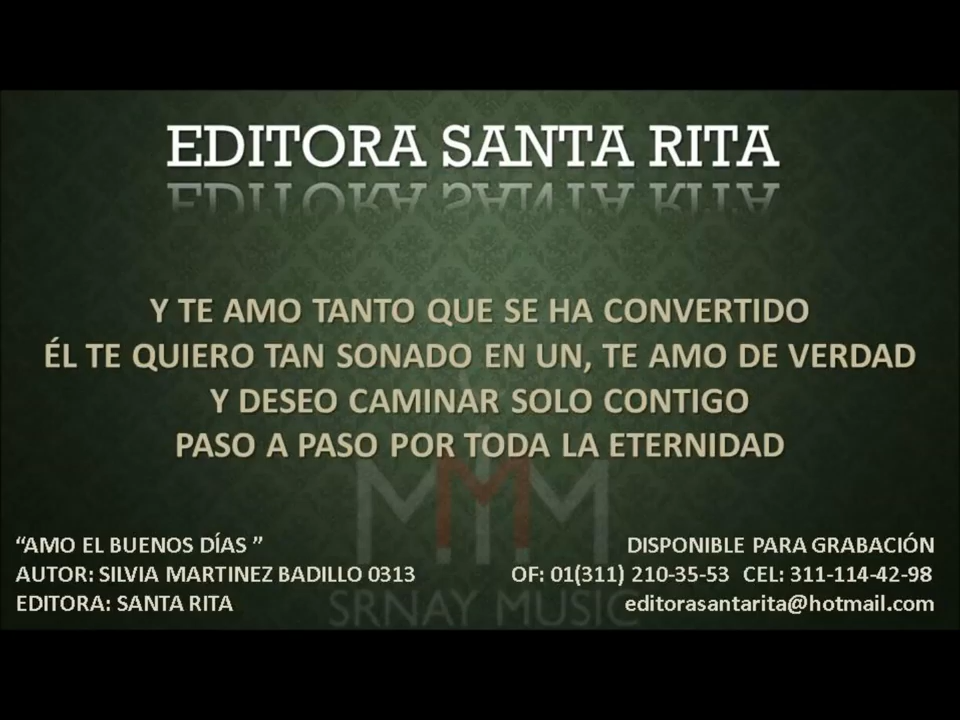 EDITORA SANTA RITA
Y TE AMO TANTO QUE SE HA CONVERTIDO
ÉL TE QUIERO TAN SONADO EN UN, TE AMO DE VERDAD
Y DESEO CAMINAR SOLO CONTIGO
PASO A PASO POR TODA LA ETERNIDAD
“AMO EL BUENOS DÍAS ”
AUTOR: SILVIA MARTINEZ BADILLO 0313
EDITORA: SANTA RITA
DISPONIBLE PARA GRABACIÓN
OF: 01(311) 210-35-53 CEL: 311-114-42-98
editorasantarita@hotmail.com
SRNAY MUSIC